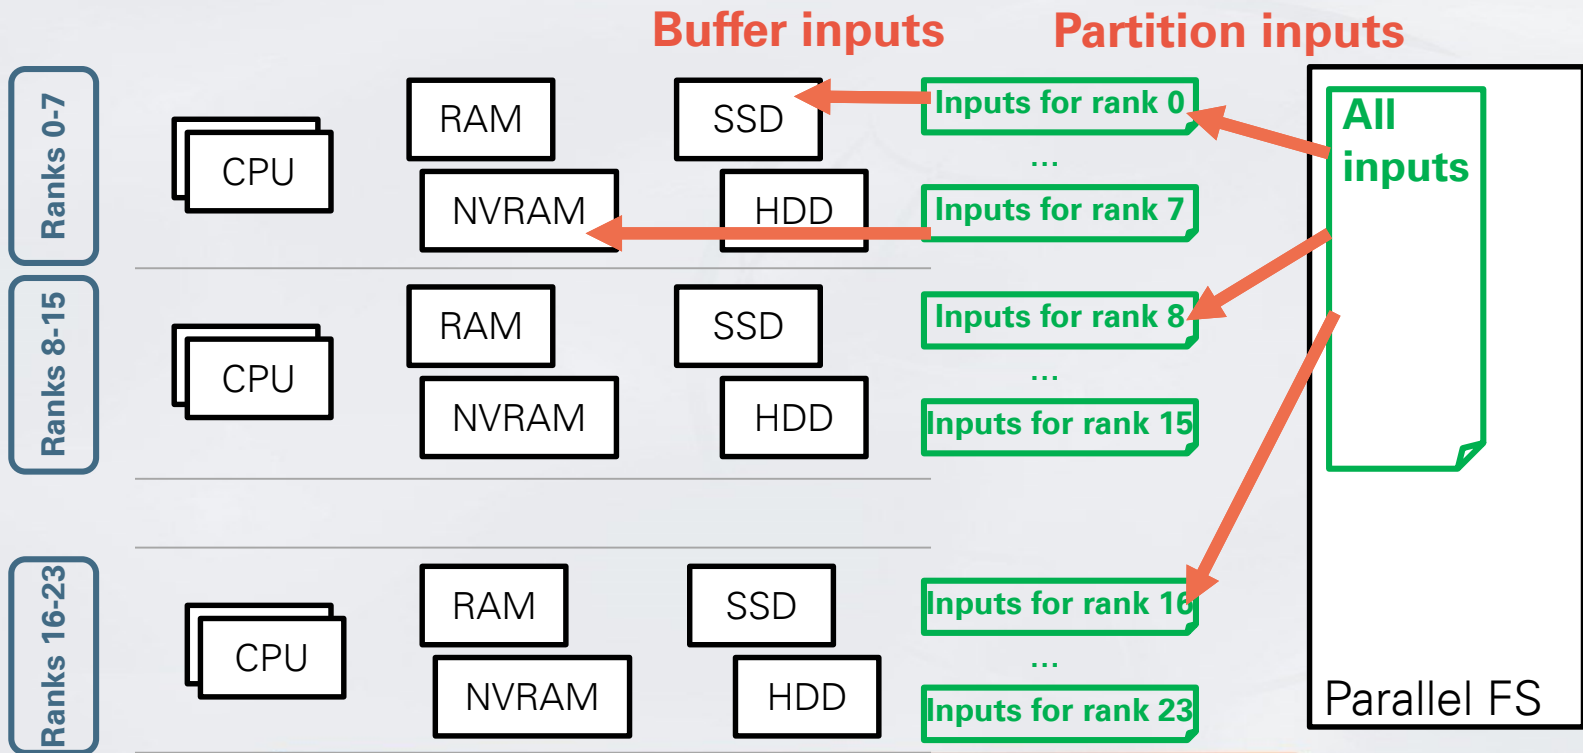 Buffer inputs
Partition inputs
Ranks 0-7
CPU
RAM
NVRAM
SSD
HDD
Inputs for rank 0
...
Inputs for rank 7
Ranks 8-15
CPU
RAM
NVRAM
SSD
HDD
Inputs for rank 8
...
Inputs for rank 15
Ranks 16-23
CPU
RAM
NVRAM
SSD
HDD
Inputs for rank 16
...
Inputs for rank 23
All
inputs
Parallel FS